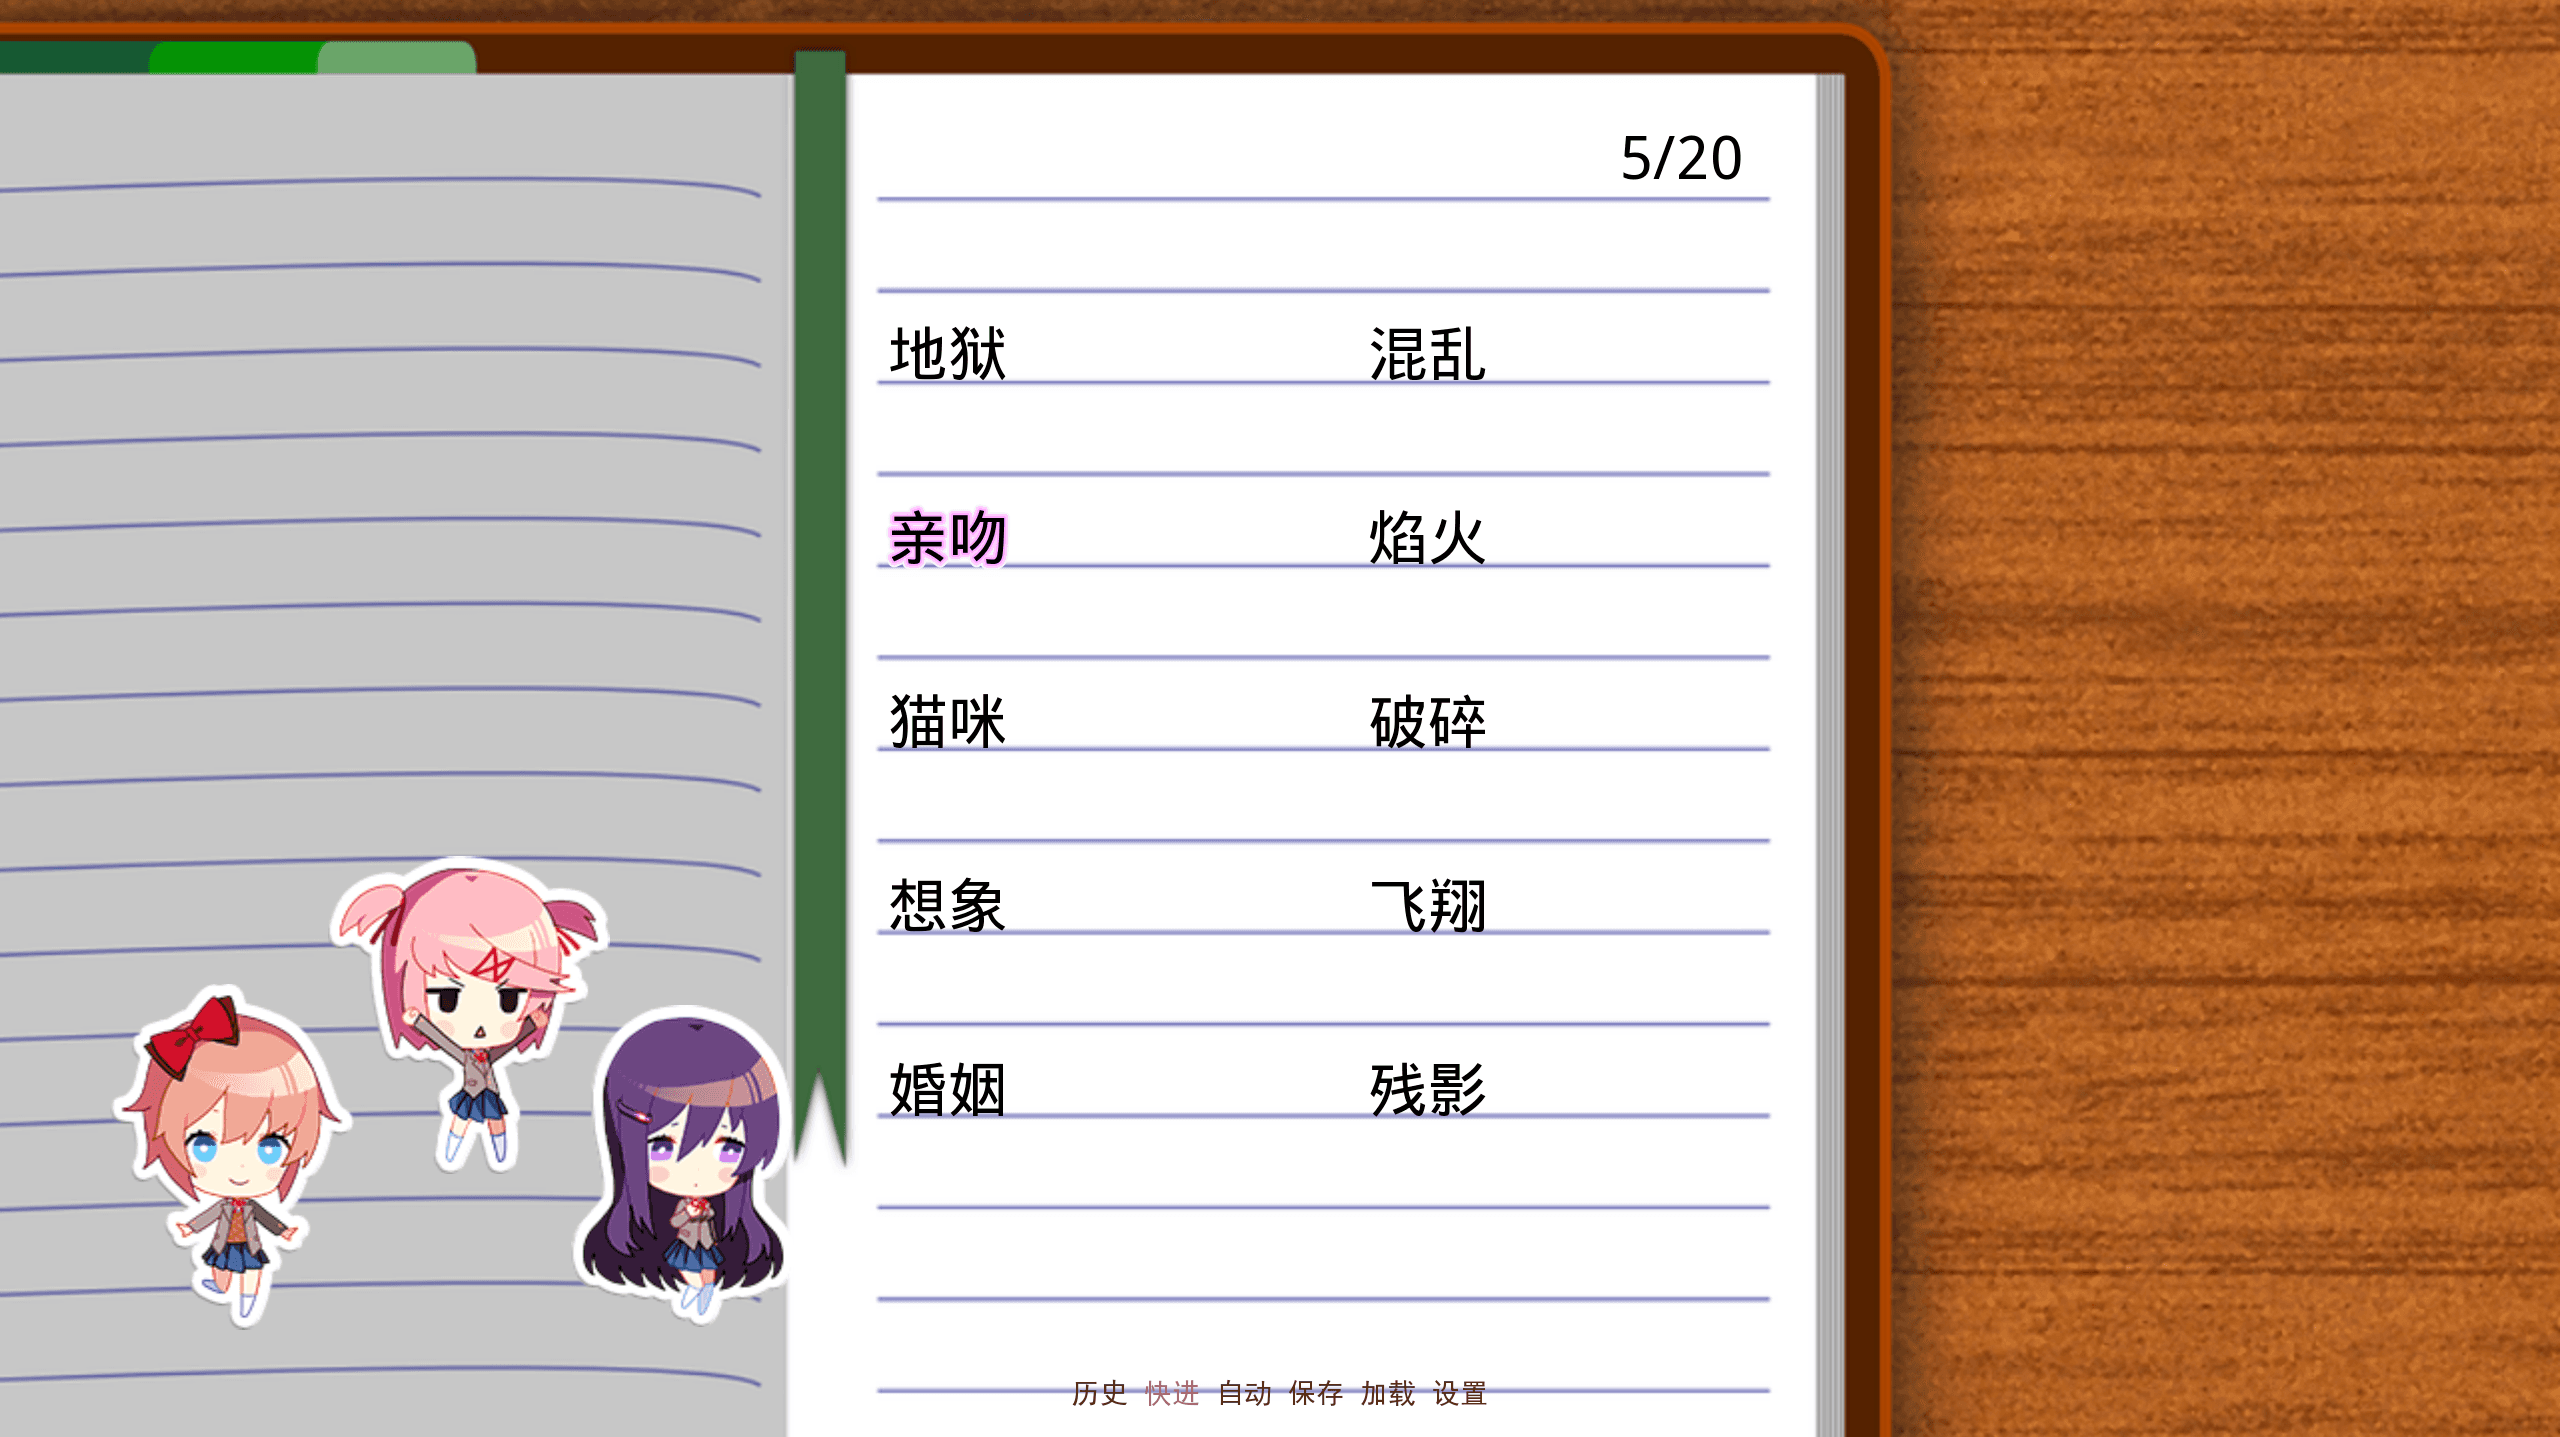 5/20
地狱 混乱
亲吻 焰火
猫咪 破碎
想象 飞翔
婚姻 残影
历史 快进 自动 保存 加载 设置